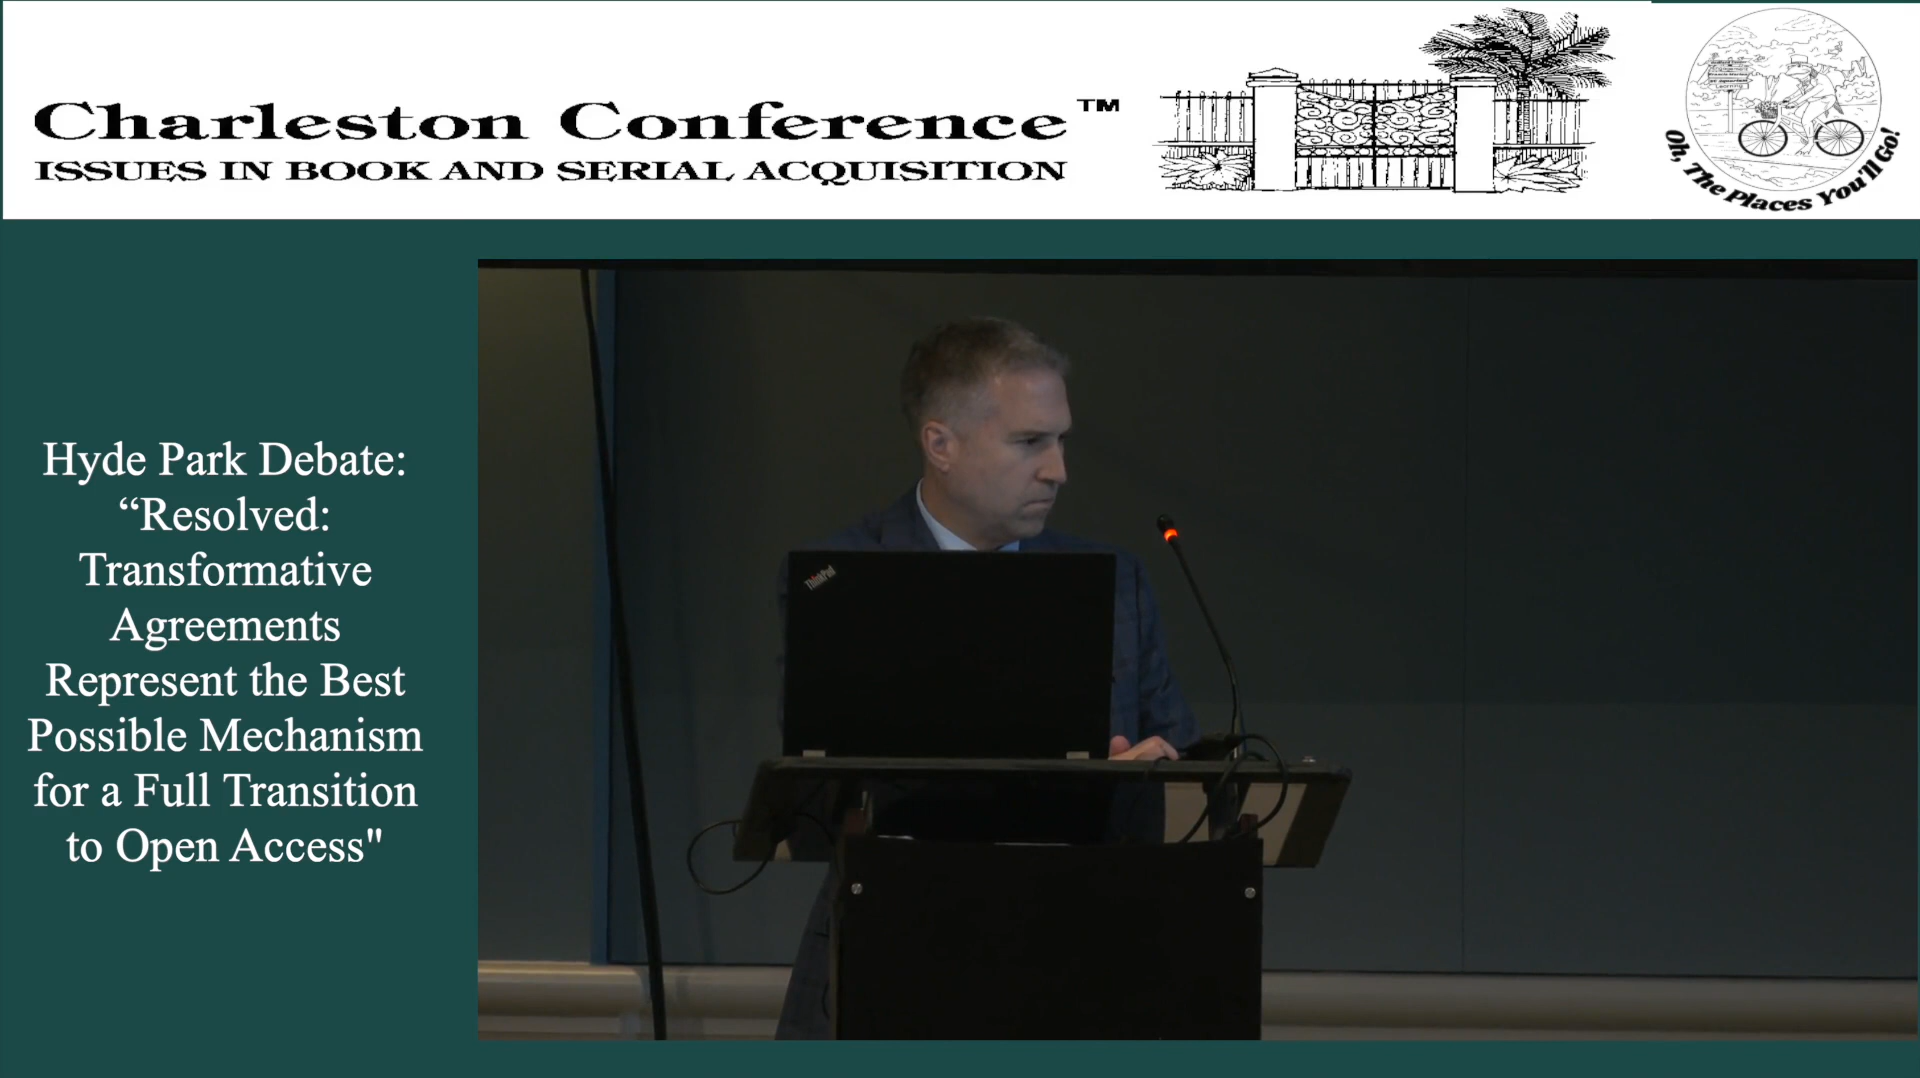 Charleston Conference™
ISSUES IN BOOK AND SERIAL ACQUISITION
Oh, The Places You'll Go!
Hyde Park Debate:
“Resolved:
Transformative
Agreements
Represent the Best
Possible Mechanism
for a Full Transition
to Open Access"
ThinkPad